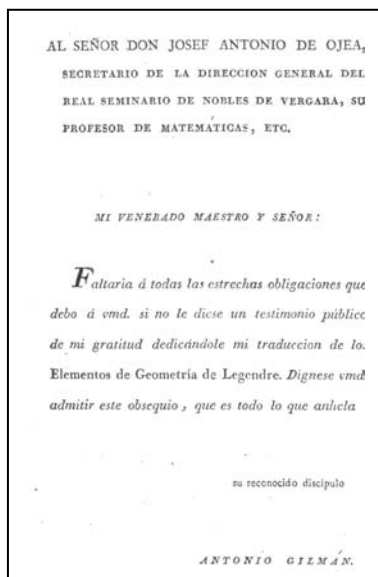 AL SEÑOR DON JOSEF ANTONIO DE OJEA,
SECRETARIO DE LA DIRECCION GENERAL DEL
REAL SEMINARIO DE NOBLES DE VERGARA, SU
PROFESOR DE MATEMÁTICAS, ETC.
MI VENERADO MAESTRO Y SEÑOR:
Faltaria á todas las estrechas obligaciones que
debo á vmd. si no le diese un testimonio público
de mi gratitud dedicándole mi traduccion de lo.
Elementos de Geometría de Legendre. Dígnese vmd
admitir este obsequio, que es todo lo que anhela
su reconocido discípulo
ANTONIO GILMÁN.